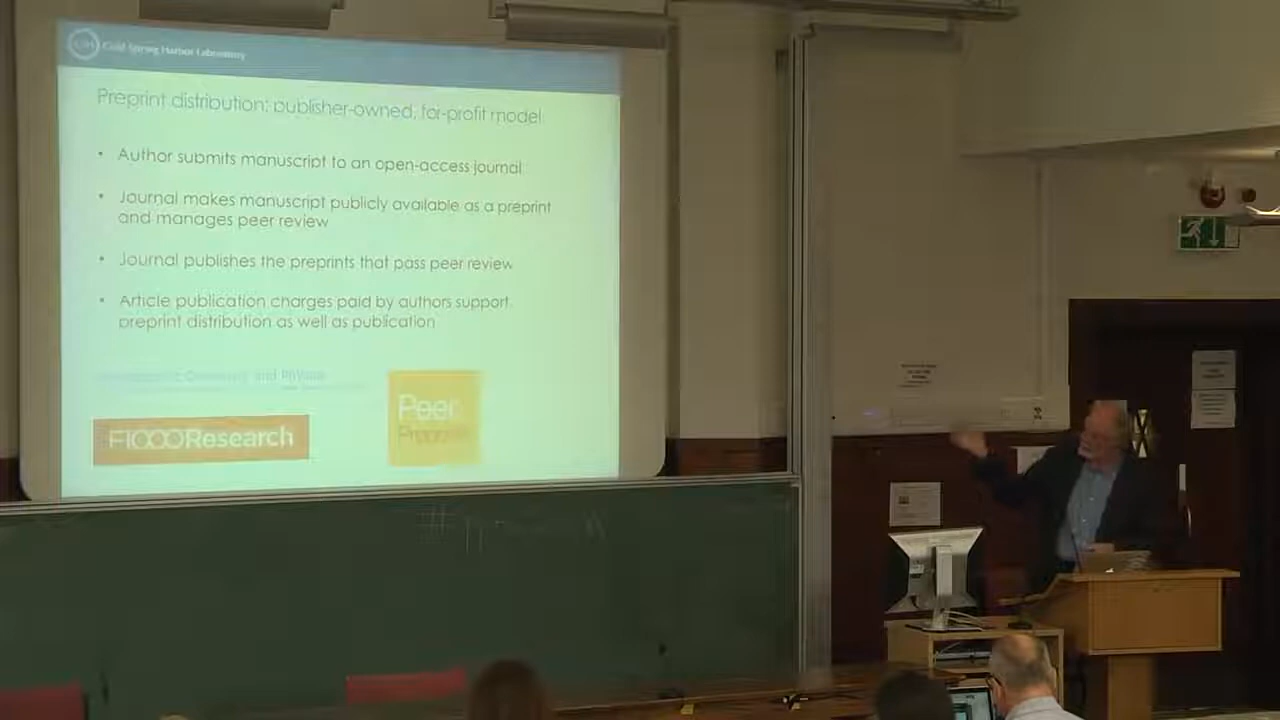 Cold Spring Harbor Laboratory
Preprint distribution: publisher-owned, for-profit model
• Author submits manuscript to an open-access journal
• Journal makes manuscript publicly available as a preprint
and manages peer review
• Journal publishes the preprints that pass peer review
• Article publication charges paid by authors support
preprint distribution as well as publication
and Private
F1000Research
Peer